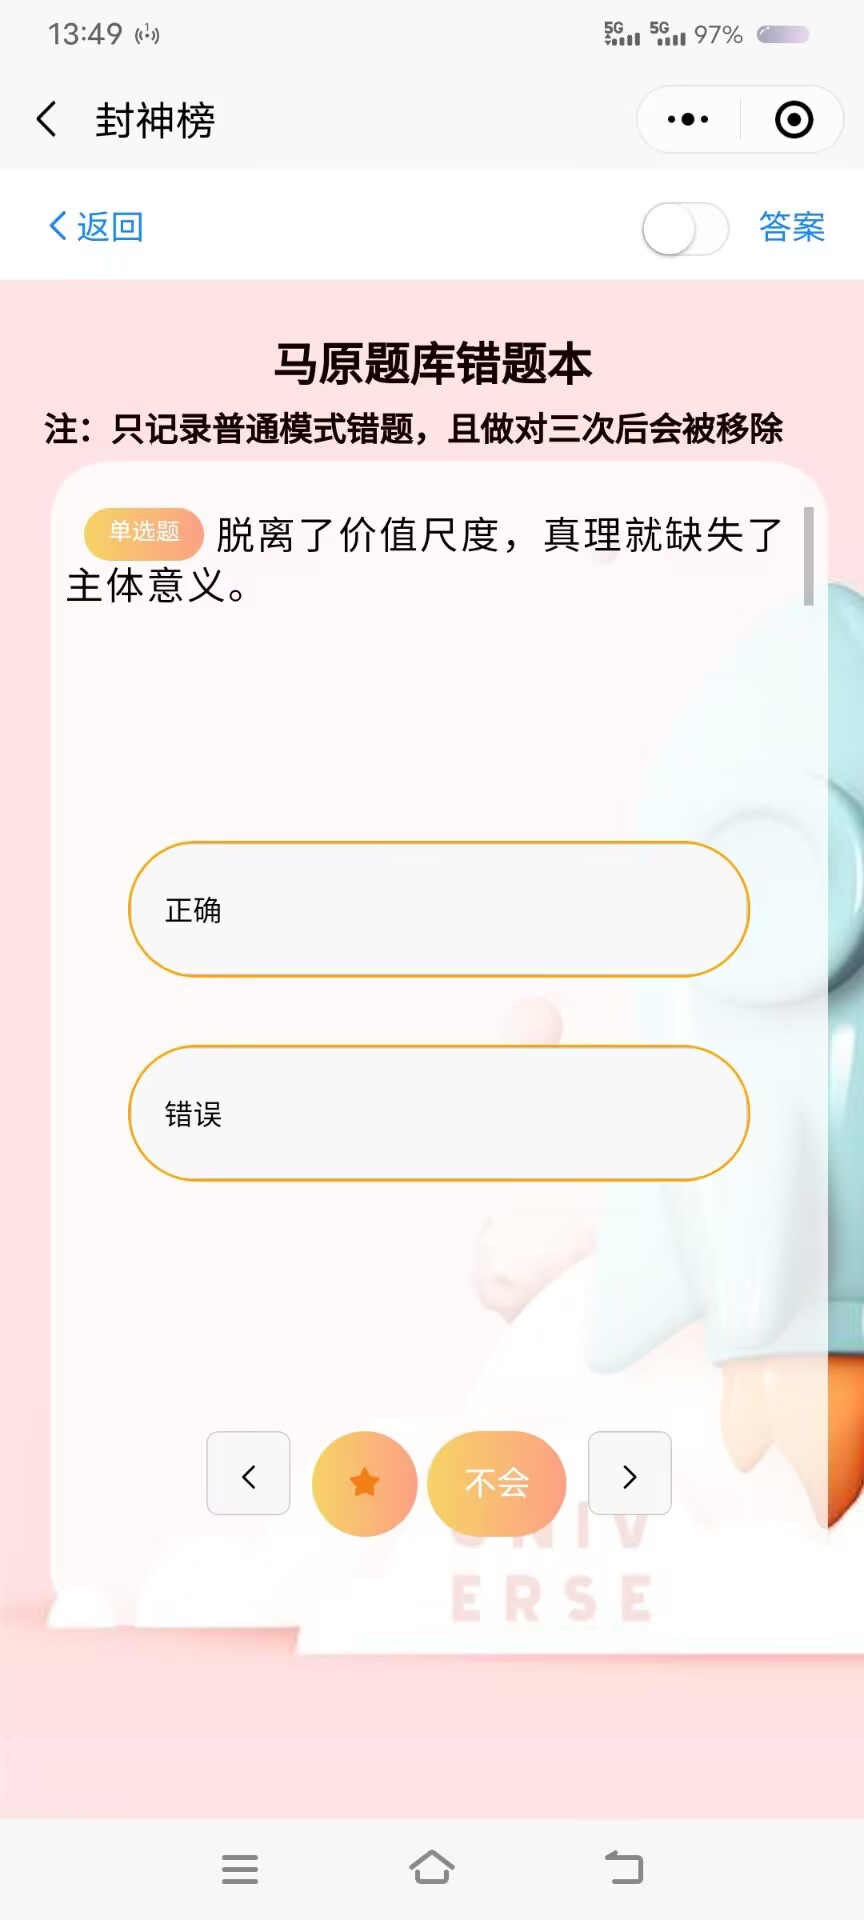 13:49
5G 5G 97%
封神榜
返回
答案
马原题库错题本
注：只记录普通模式错题，且做对三次后会被移除
单选题 脱离了价值尺度，真理就缺失了
主体意义。
正确
错误
不会
UNIV
ERSE